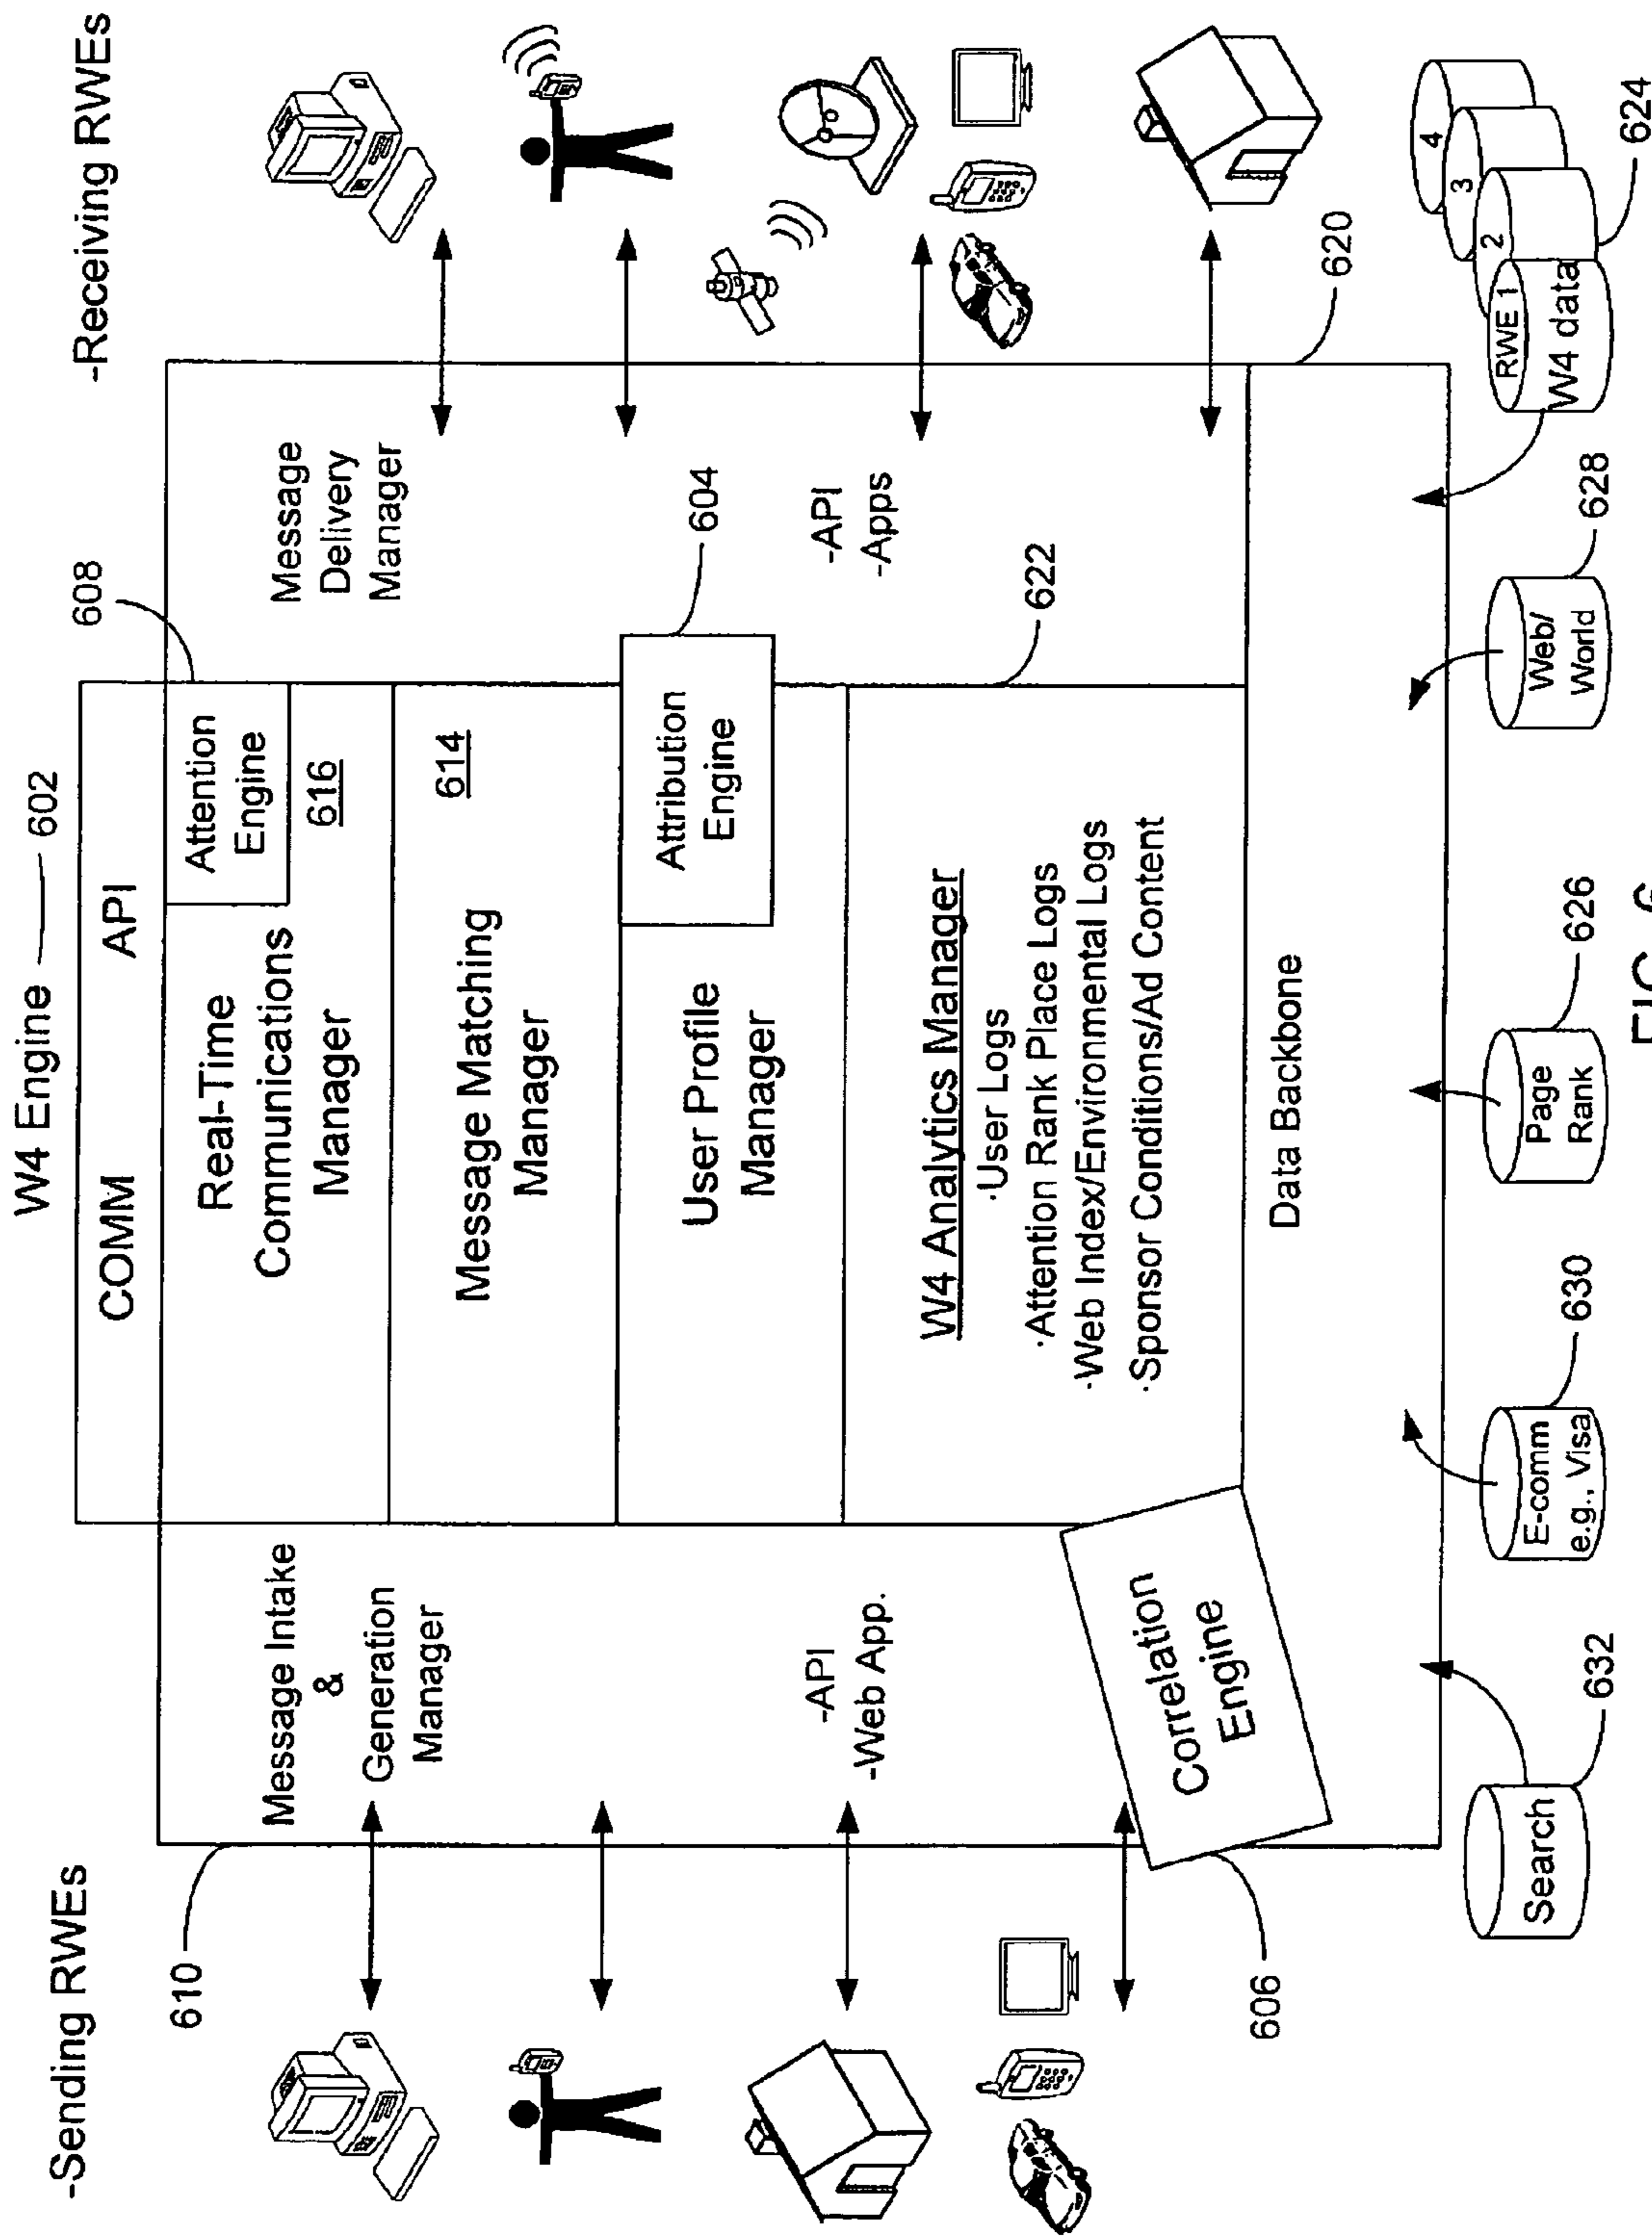 W4 Engine 602
-Sending RWEs
-Receiving RWEs
COMM API
608
610
Message Intake
&
Generation
Manager
-API
-Web App.
Real-Time
Communications
Manager
Attention
Engine
616
Message Matching
Manager
614
User Profile
Manager
Attribution
Engine
604
W4 Analytics Manager
·User Logs
·Attention Rank Place Logs
·Web Index/Environmental Logs
·Sponsor Conditions/Ad Content
622
Message
Delivery
Manager
-API
-Apps
Correlation
Engine
606
Data Backbone
620
Search
632
E-comm
e.g., Visa
630
Page
Rank
626
Web/
World
628
RWE 1
W4 data
2
3
4
624